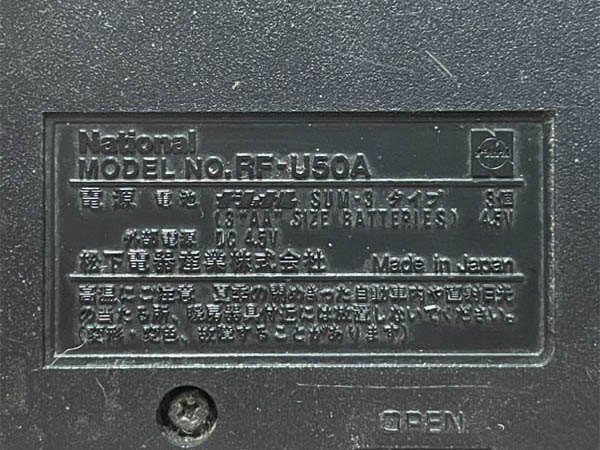 National
MODEL NO. RF-U50A
電源 電池 ナショナル SUM-3 タイプ 3個
(3 "AA" SIZE BATTERIES) 4.5V
外部電源 DC 4.5V
松下電器産業株式会社 Made in Japan
高温にご注意 夏季の閉めきった自動車内や直射日光
の当たる所、暖房器具付近には放置しないでください。
(変形・変色、故障することがあります)
OPEN